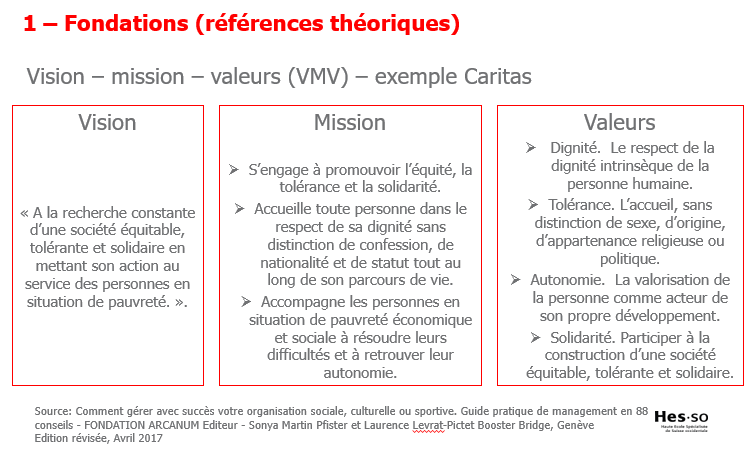 1 – Fondations (références théoriques)
Vision – mission – valeurs (VMV) – exemple Caritas
Vision
« A la recherche constante
d’une société équitable,
tolérante et solidaire en
mettant son action au
service des personnes en
situation de pauvreté. ».
Mission
➢ S’engage à promouvoir l’équité, la
tolérance et la solidarité.
➢ Accueille toute personne dans le
respect de sa dignité sans
distinction de confession, de
nationalité et de statut tout au
long de son parcours de vie.
➢ Accompagne les personnes en
situation de pauvreté économique
et sociale à résoudre leurs
difficultés et à retrouver leur
autonomie.
Valeurs
➢ Dignité. Le respect de la
dignité intrinsèque de la
personne humaine.
➢ Tolérance. L’accueil, sans
distinction de sexe, d’origine,
d’appartenance religieuse ou
politique.
➢ Autonomie. La valorisation de
la personne comme acteur de
son propre développement.
➢ Solidarité. Participer à la
construction d’une société
équitable, tolérante et solidaire.
Source: Comment gérer avec succès votre organisation sociale, culturelle ou sportive. Guide pratique de management en 88
conseils - FONDATION ARCANUM Editeur - Sonya Martin Pfister et Laurence Levrat-Pictet Booster Bridge, Genève
Edition révisée, Avril 2017
Hes·so
Haute Ecole Spécialisée
de Suisse occidentale